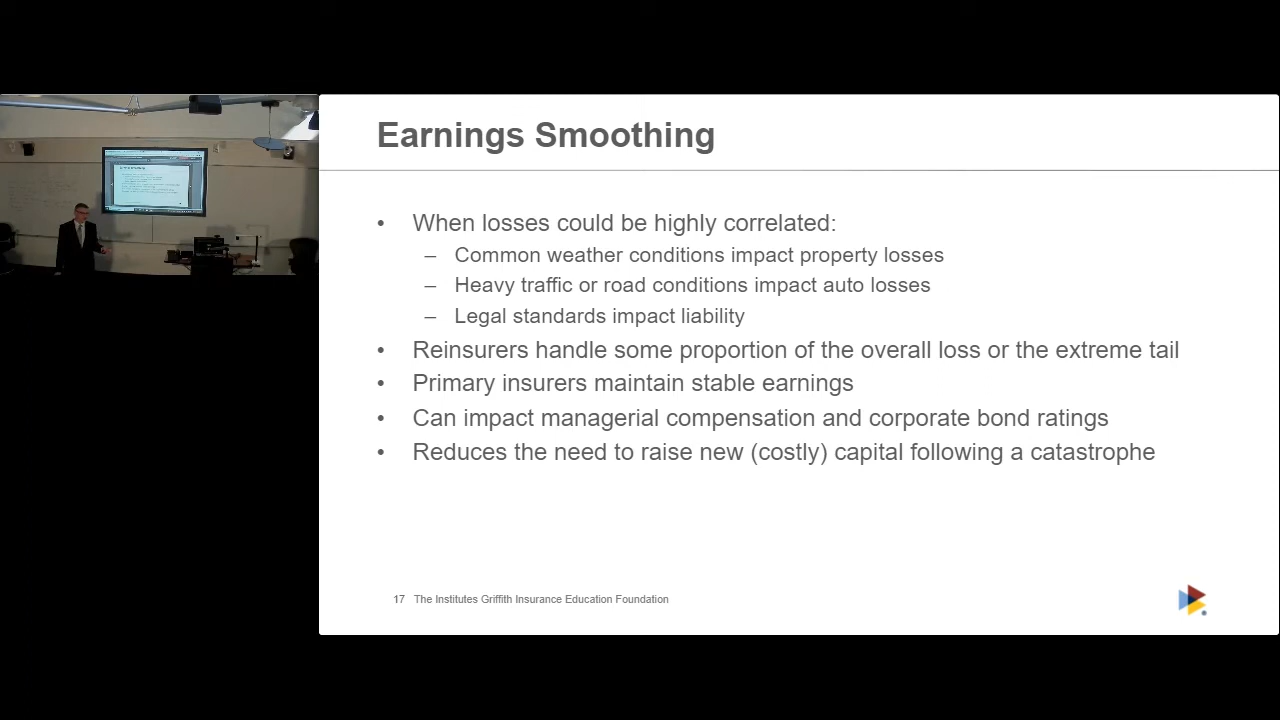 Earnings Smoothing
• When losses could be highly correlated:
– Common weather conditions impact property losses
– Heavy traffic or road conditions impact auto losses
– Legal standards impact liability
• Reinsurers handle some proportion of the overall loss or the extreme tail
• Primary insurers maintain stable earnings
• Can impact managerial compensation and corporate bond ratings
• Reduces the need to raise new (costly) capital following a catastrophe
17 The Institutes Griffith Insurance Education Foundation